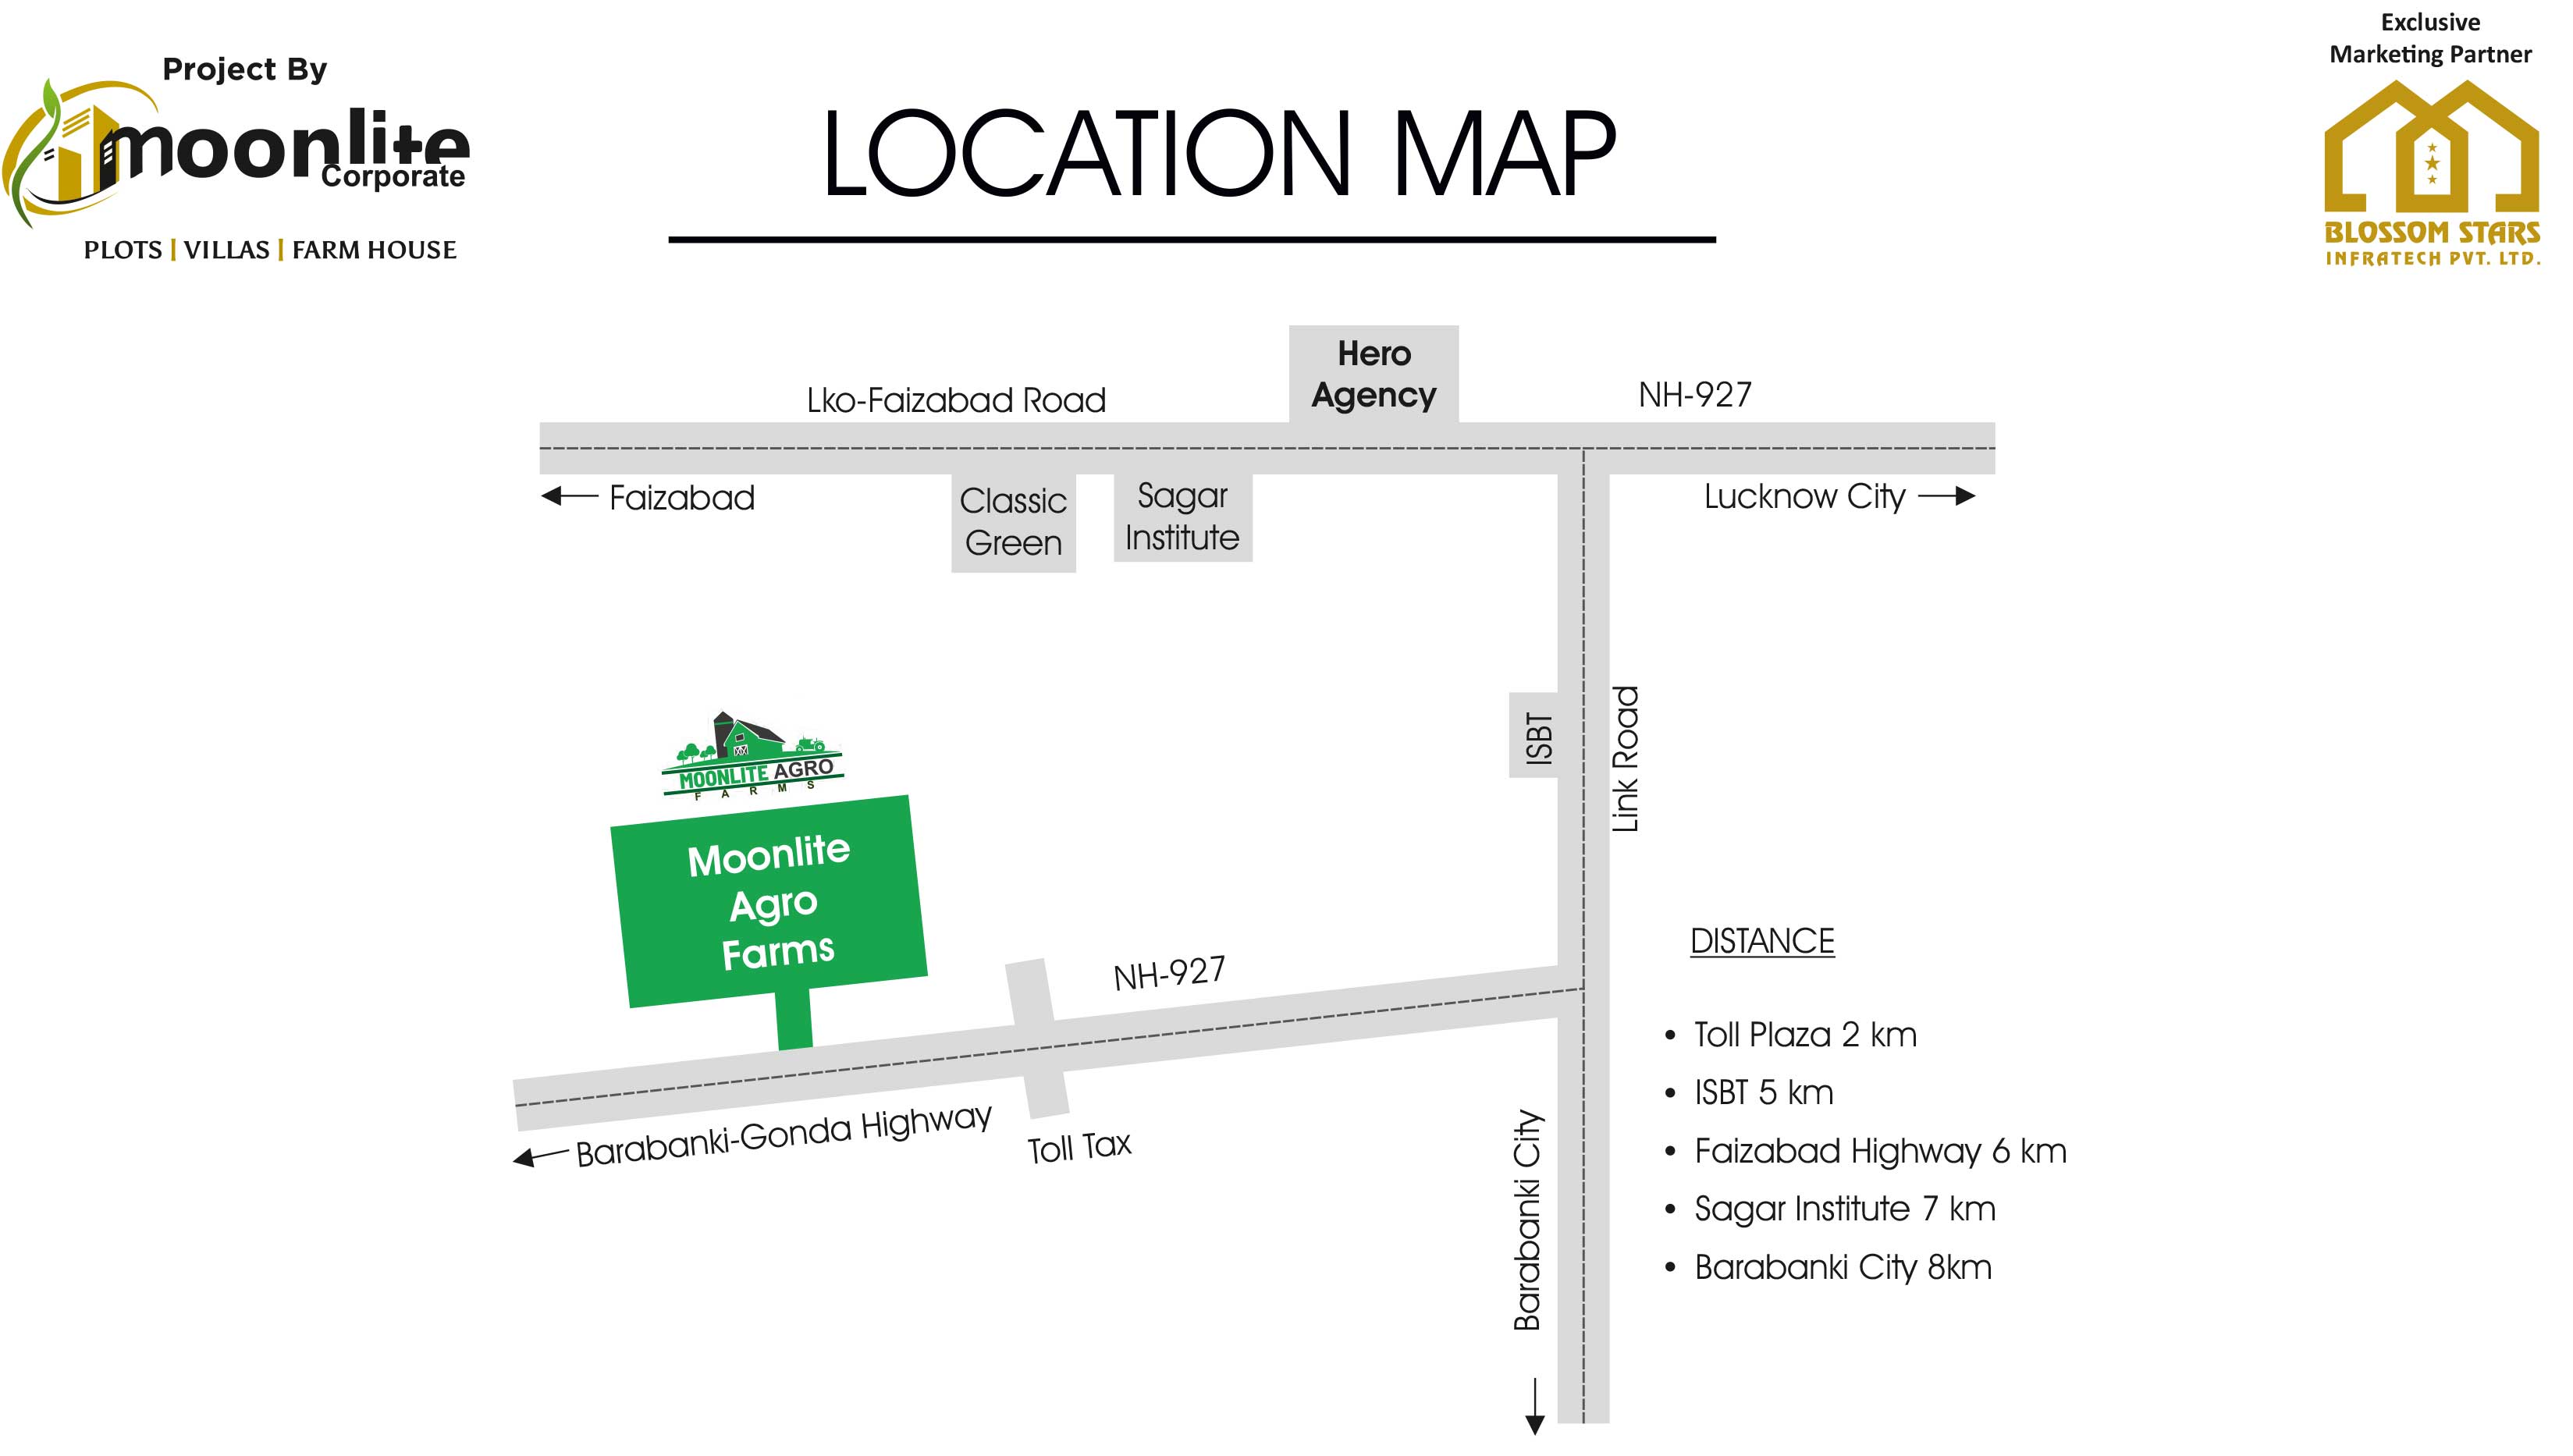 Project By
moonlite
Corporate
PLOTS | VILLAS | FARM HOUSE
LOCATION MAP
Exclusive
Marketing Partner
BLOSSOM STARS
INFRATECH PVT. LTD.
Hero
Agency
Lko-Faizabad Road
NH-927
Faizabad
Classic
Green
Sagar
Institute
Lucknow City
ISBT
Link Road
MOONLITE AGRO
FARMS
Moonlite
Agro
Farms
NH-927
Barabanki-Gonda Highway
Toll Tax
Barabanki City
DISTANCE
• Toll Plaza 2 km
• ISBT 5 km
• Faizabad Highway 6 km
• Sagar Institute 7 km
• Barabanki City 8km